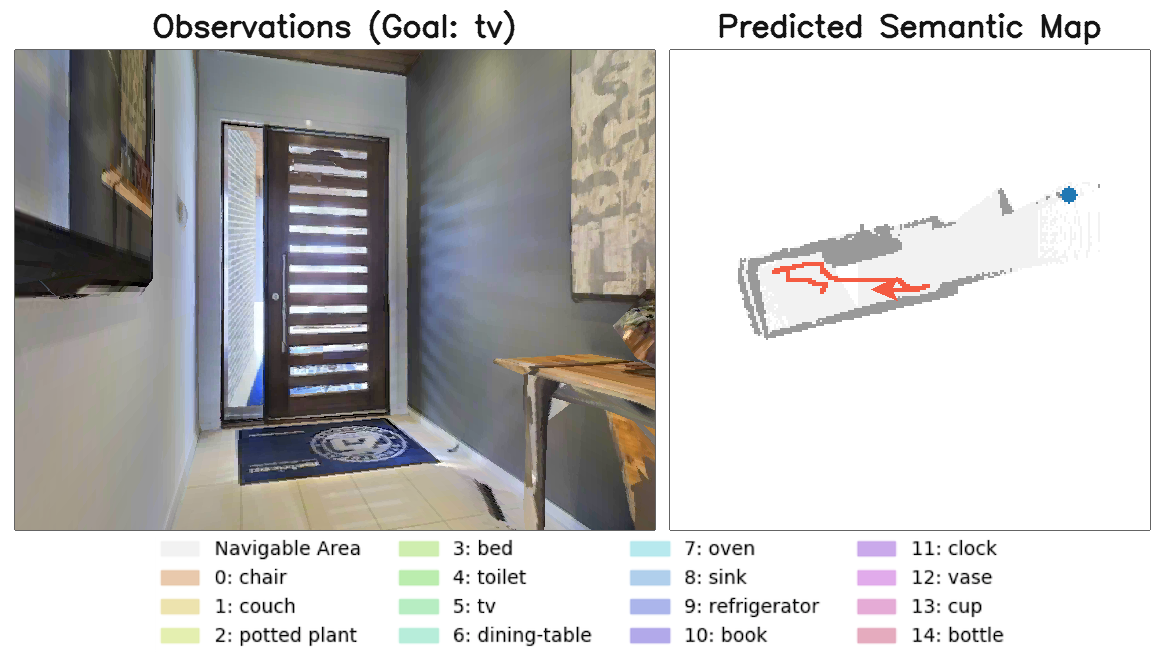 Observations (Goal: tv)
Predicted Semantic Map
Navigable Area
0: chair
1: couch
2: potted plant
3: bed
4: toilet
5: tv
6: dining-table
7: oven
8: sink
9: refrigerator
10: book
11: clock
12: vase
13: cup
14: bottle